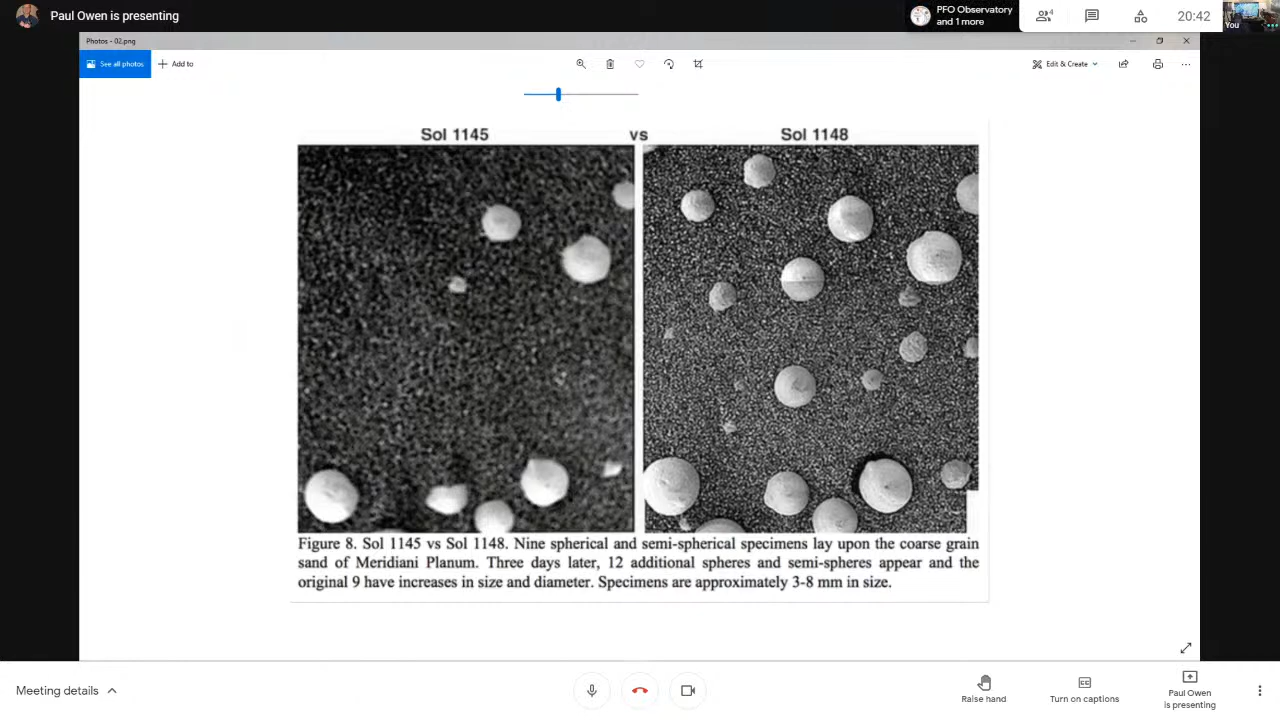 Paul Owen is presenting
PFO Observatory
and 1 more
4
20:42
You
Photos - 02.png
See all photos
Add to
Edit & Create
Sol 1145 vs Sol 1148
Figure 8. Sol 1145 vs Sol 1148. Nine spherical and semi-spherical specimens lay upon the coarse grain
sand of Meridiani Planum. Three days later, 12 additional spheres and semi-spheres appear and the
original 9 have increases in size and diameter. Specimens are approximately 3-8 mm in size.
Meeting details
Raise hand
Turn on captions
Paul Owen
is presenting